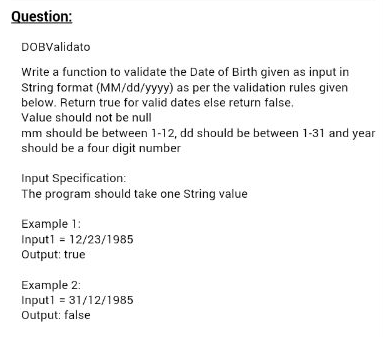 Question:
DOBValidato
Write a function to validate the Date of Birth given as input in
String format (MM/dd/yyyy) as per the validation rules given
below. Return true for valid dates else return false.
Value should not be null
mm should be between 1-12, dd should be between 1-31 and year
should be a four digit number
Input Specification:
The program should take one String value
Example 1:
Input1 = 12/23/1985
Output: true
Example 2:
Input1 = 31/12/1985
Output: false